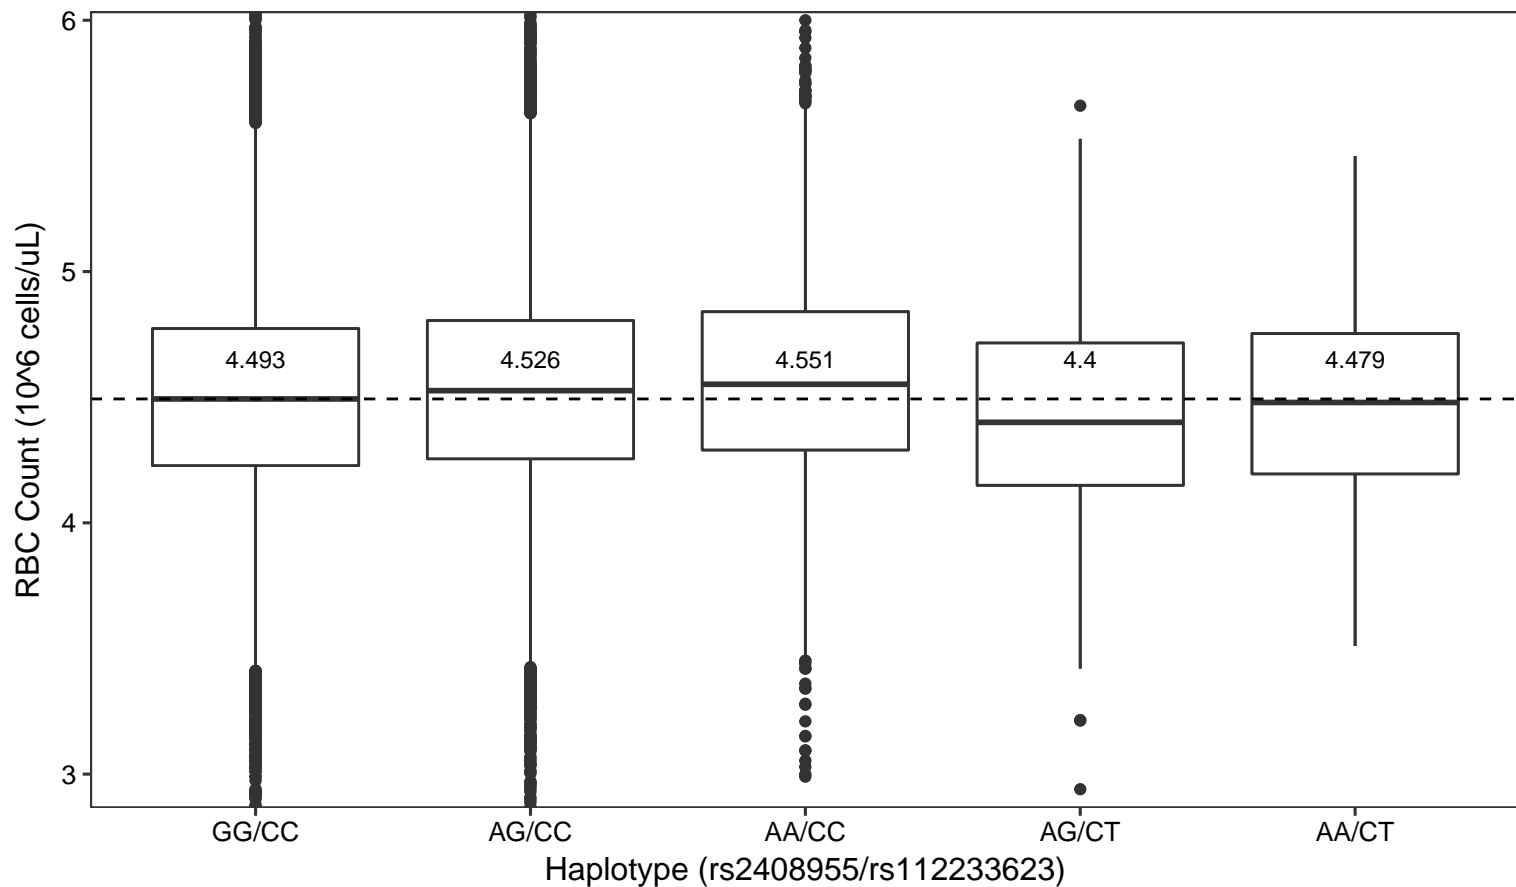 RBC Count (10^6 cells/uL)
6
5
4
3
4.493 4.526 4.551 4.4 4.479
GG/CC AG/CC AA/CC AG/CT AA/CT
Haplotype (rs2408955/rs112233623)